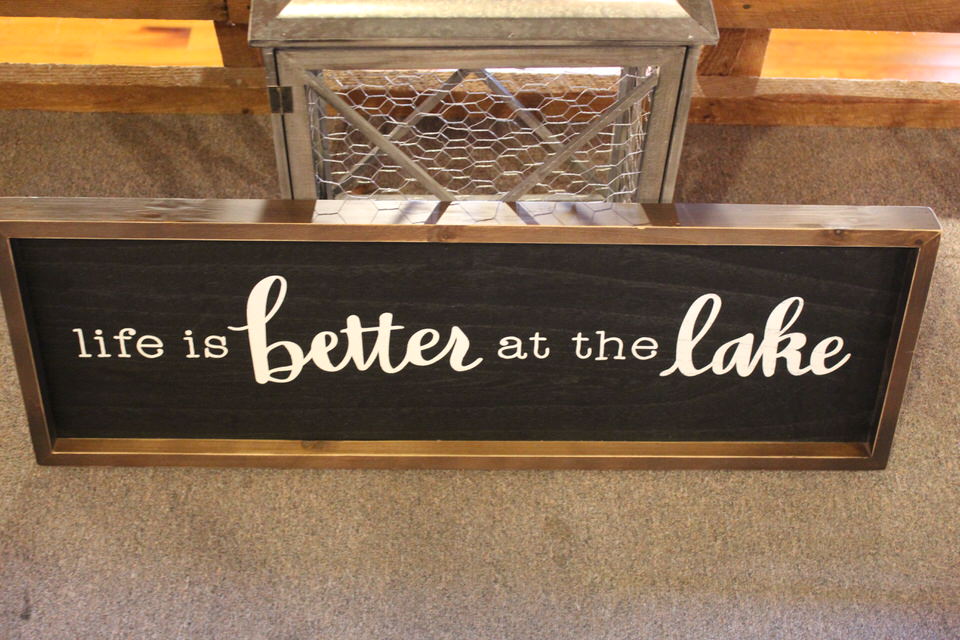 life is better at the lake